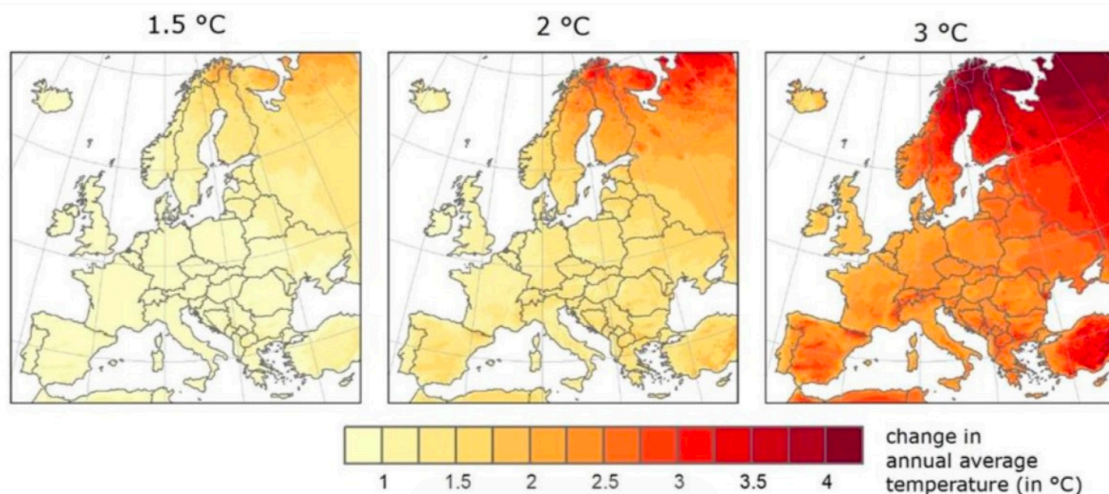 1.5 °C
2 °C
3 °C
1 1.5 2 2.5 3 3.5 4
change in
annual average
temperature (in °C)